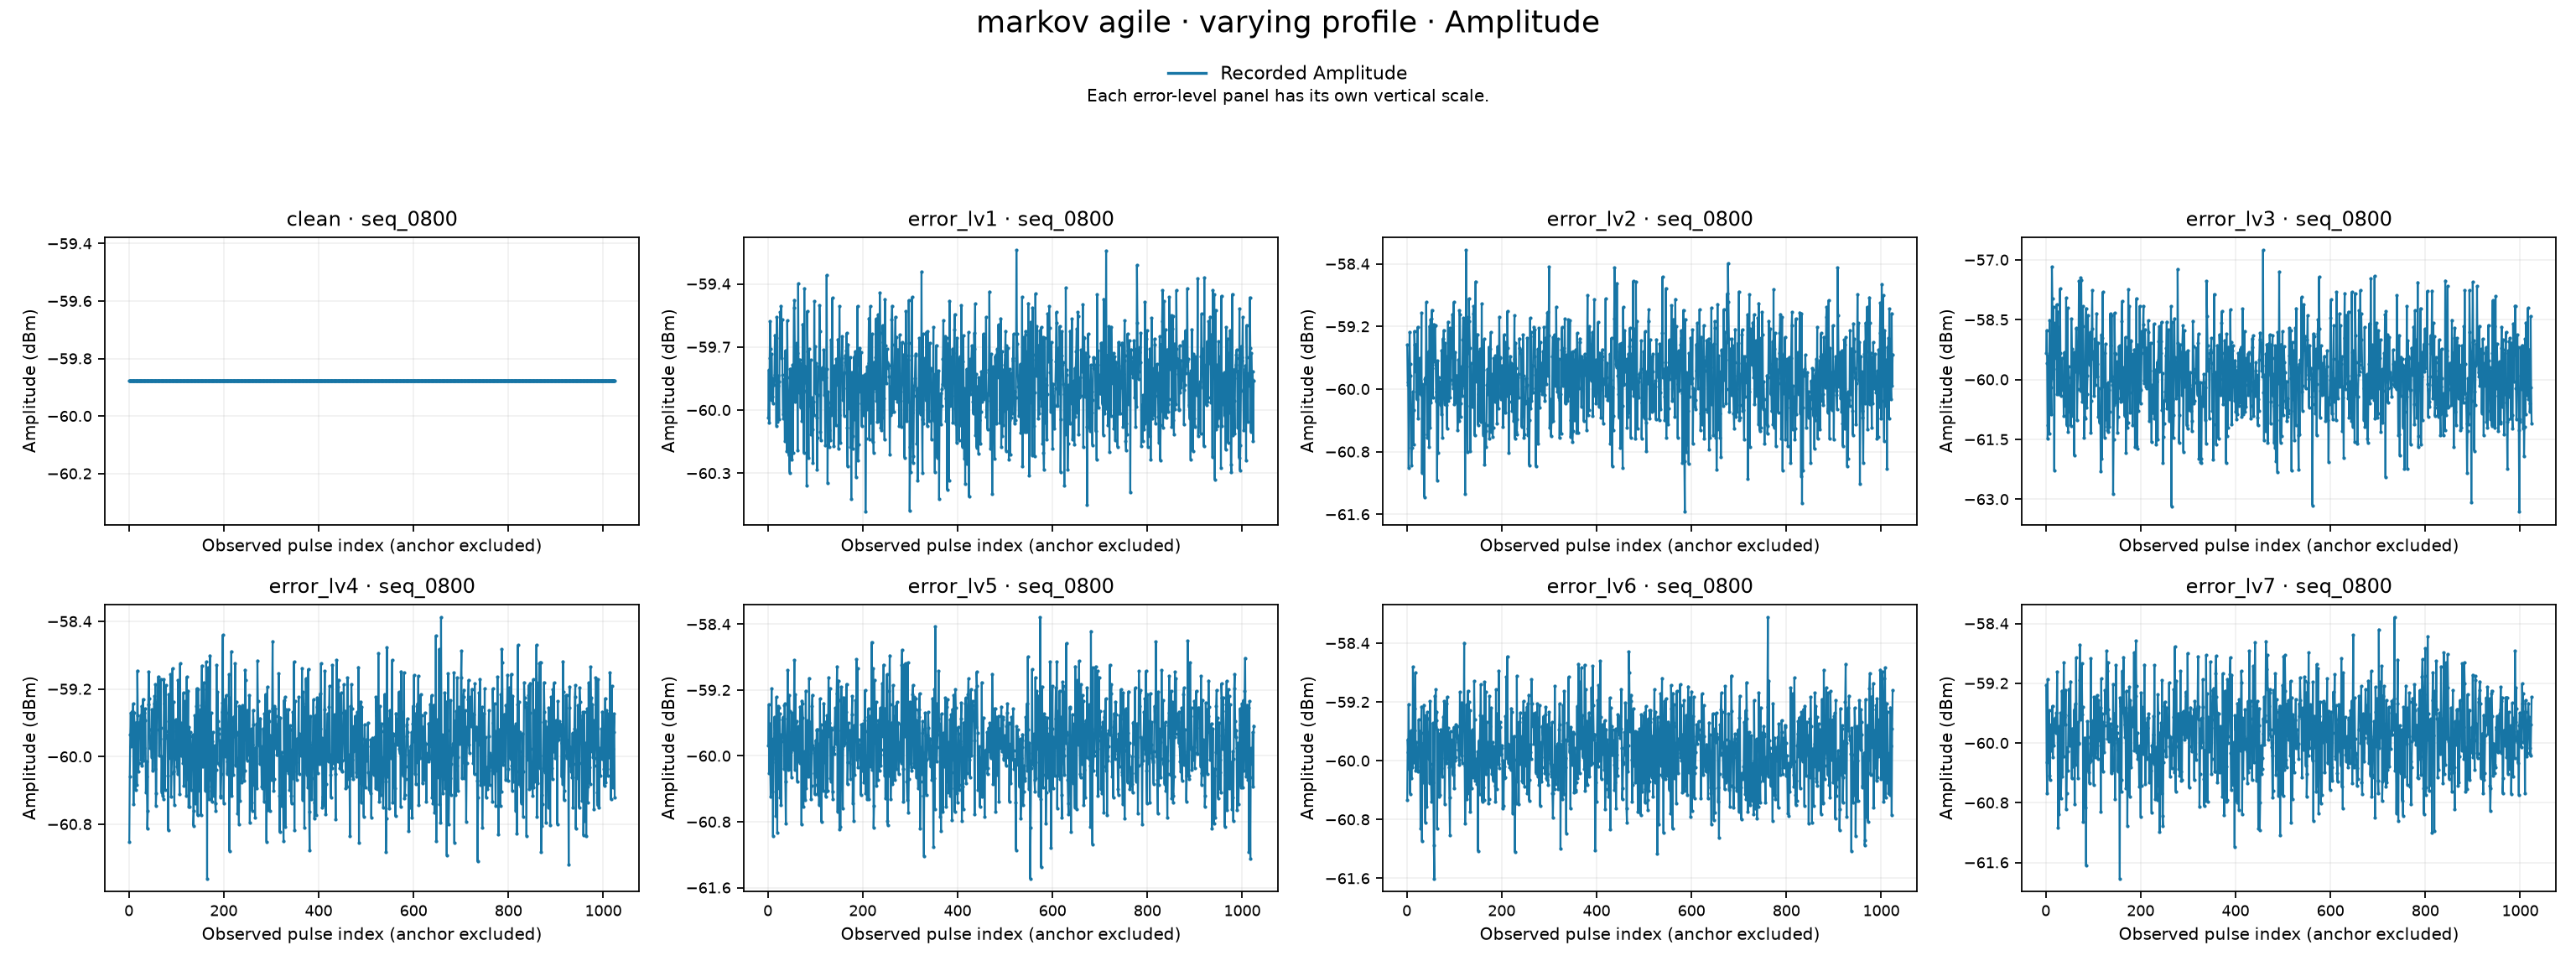 markov agile · varying profile · Amplitude
Recorded Amplitude
Each error-level panel has its own vertical scale.
clean · seq_0800
−59.4
−59.6
−59.8
−60.0
−60.2
Amplitude (dBm)
Observed pulse index (anchor excluded)
error_lv1 · seq_0800
−59.4
−59.7
−60.0
−60.3
Amplitude (dBm)
Observed pulse index (anchor excluded)
error_lv2 · seq_0800
−58.4
−59.2
−60.0
−60.8
−61.6
Amplitude (dBm)
Observed pulse index (anchor excluded)
error_lv3 · seq_0800
−57.0
−58.5
−60.0
−61.5
−63.0
Amplitude (dBm)
Observed pulse index (anchor excluded)
error_lv4 · seq_0800
−58.4
−59.2
−60.0
−60.8
Amplitude (dBm)
0 200 400 600 800 1000
Observed pulse index (anchor excluded)
error_lv5 · seq_0800
−58.4
−59.2
−60.0
−60.8
−61.6
Amplitude (dBm)
0 200 400 600 800 1000
Observed pulse index (anchor excluded)
error_lv6 · seq_0800
−58.4
−59.2
−60.0
−60.8
−61.6
Amplitude (dBm)
0 200 400 600 800 1000
Observed pulse index (anchor excluded)
error_lv7 · seq_0800
−58.4
−59.2
−60.0
−60.8
−61.6
Amplitude (dBm)
0 200 400 600 800 1000
Observed pulse index (anchor excluded)